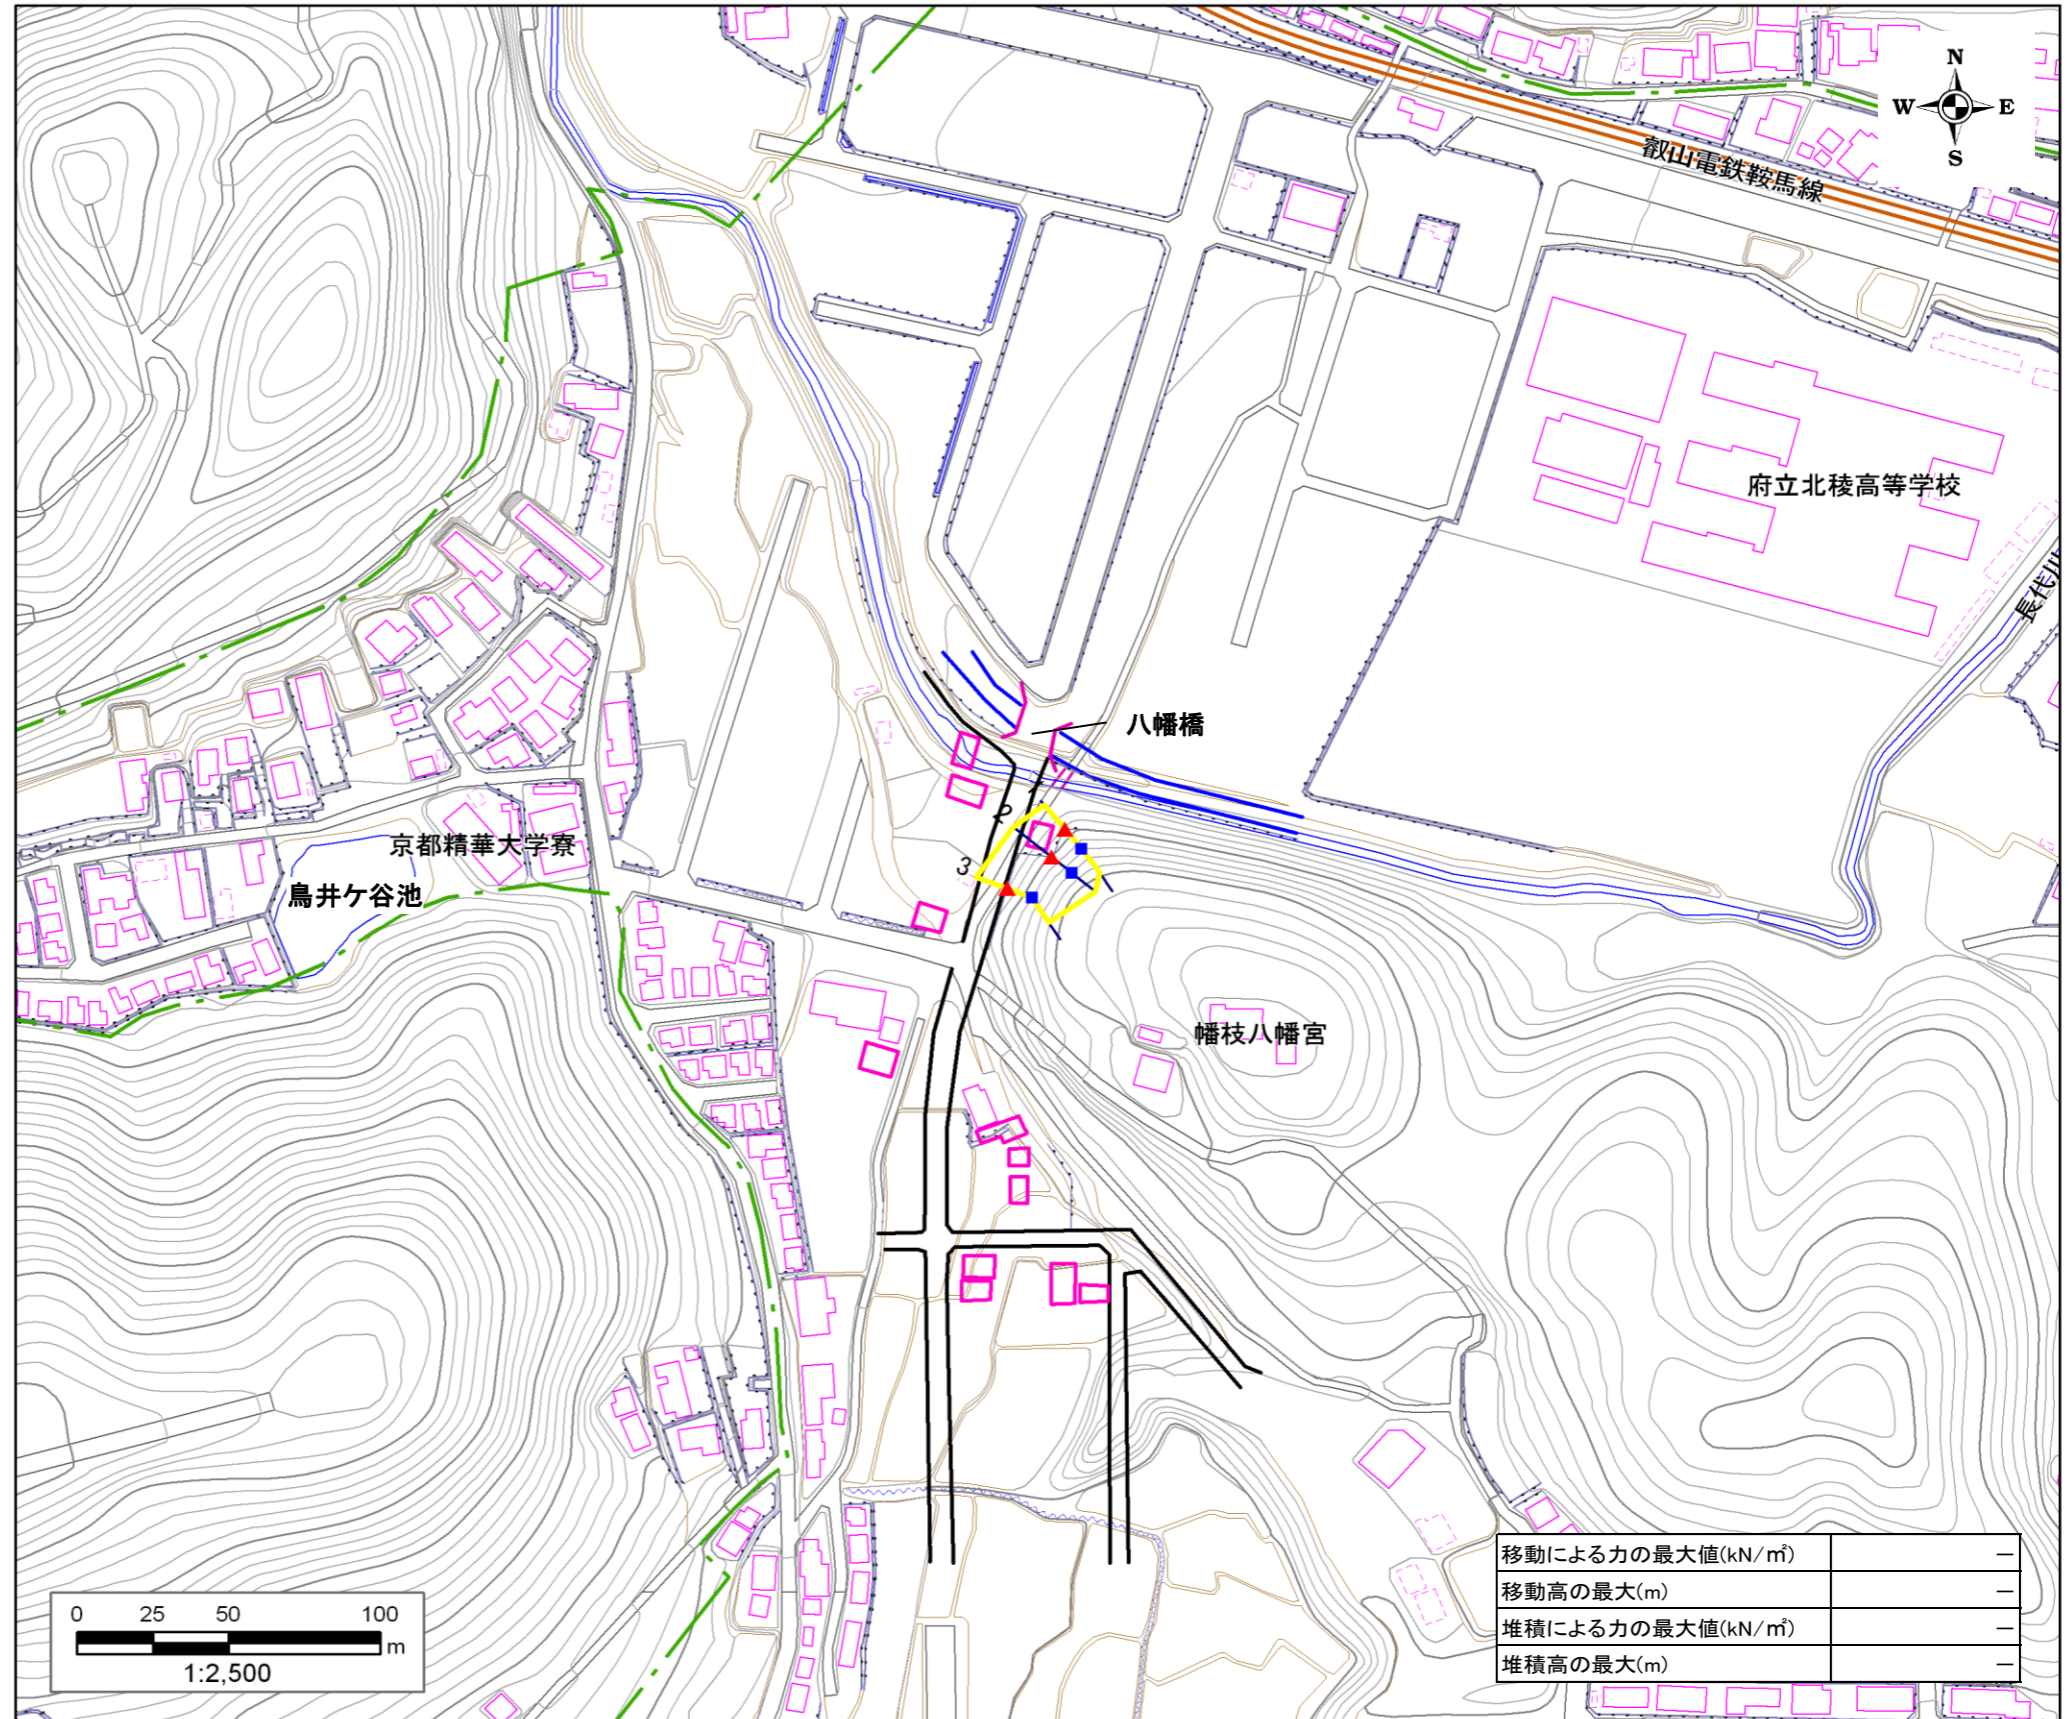 N
W E
S
叡山電鉄鞍馬線
府立北稜高等学校
長代川
八幡橋
1
2
3
京都精華大学寮
鳥井ケ谷池
幡枝八幡宮
移動による力の最大値(kN/㎡) －
移動高の最大(m) －
堆積による力の最大値(kN/㎡) －
堆積高の最大(m) －
0 25 50 100
m
1:2,500